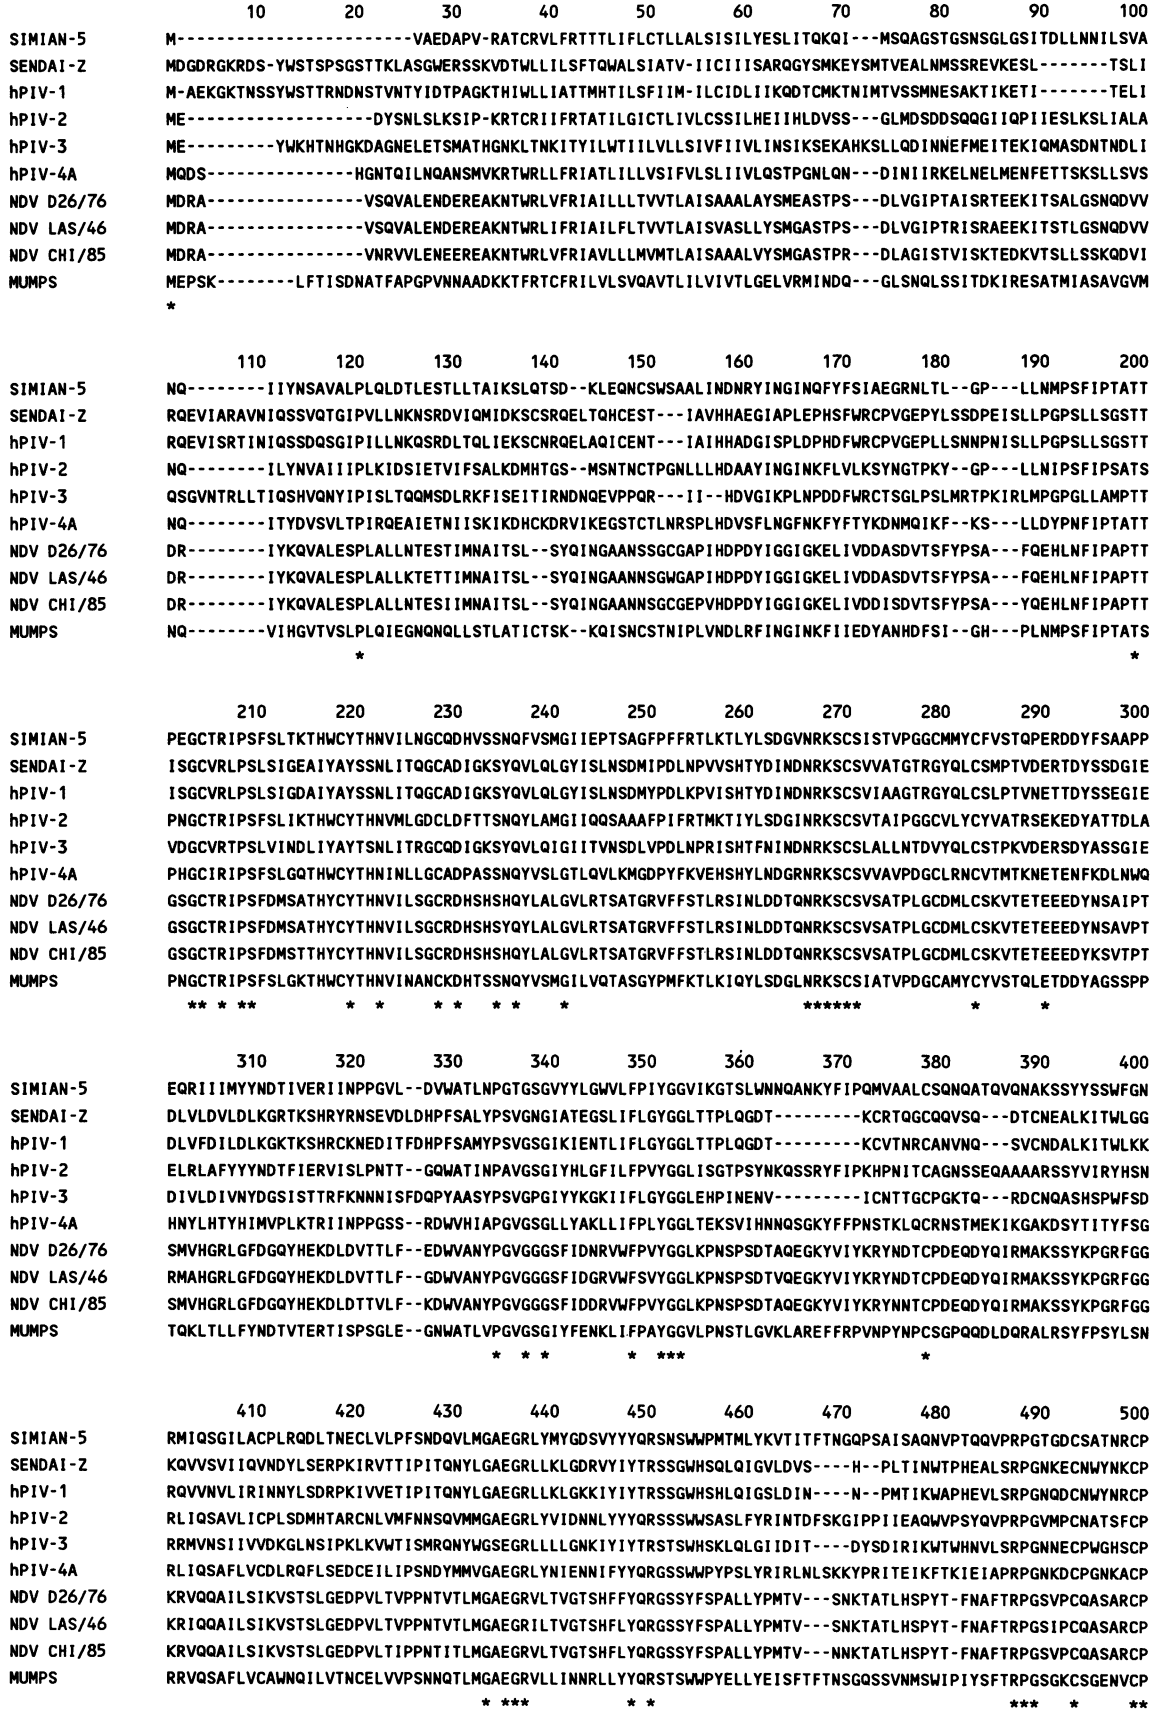 10 20 30 40 50 60 70 80 90 100
SIMIAN-5 M------------------------VAEDAPV-RATCRVLFRTTTLIFLCTLLALSISILYESLITQKQI---MSQAGSTGSNSGLGSITDLLNNILSVA
SENDAI-Z MDGDRGKRDS-YWSTSPSGSTTKLASGWERSSKVDTWLLILSFTQWALSIATV-IICIIISARQGYSMKEYSMTVEALNMSSREVKESL-------TSLI
hPIV-1 M-AEKGKTNSSYWSTTRNDNSTVNTYIDTPAGKTHIWLLIATTMHTILSFIIM-ILCIDLIIKQDTCMKTNIMTVSSMNESAKTIKETI-------TELI
hPIV-2 ME-------------------DYSNLSLKSIP-KRTCRIIFRTATILGICTLIVLCSSILHEIIHLDVSS---GLMDSDDSQQGIIQPIIESLKSLIALA
hPIV-3 ME---------YWKHTNHGKDAGNELETSMATHGNKLTNKITYILWTIILVLLSIVFIIVLINSIKSEKAHKSLLQDINNEFMEITEKIQMASDNTNDLI
hPIV-4A MQDS---------------HGNTQILNQANSMVKRTWRLLFRIATLILLVSIFVLSLIIVLQSTPGNLQN---DINIIRKELNELMENFETTSKSLLSVS
NDV D26/76 MDRA----------------VSQVALENDEREAKNTWRLVFRIAILLLTVVTLAISAAALAYSMEASTPS---DLVGIPTAISRTEEKITSALGSNQDVV
NDV LAS/46 MDRA----------------VSQVALENDEREAKNTWRLIFRIAILFLTVVTLAISVASLLYSMGASTPS---DLVGIPTRISRAEEKITSTLGSNQDVV
NDV CHI/85 MDRA----------------VNRVVLENEEREAKNTWRLVFRIAVLLLMVMTLAISAAALVYSMGASTPR---DLAGISTVISKTEDKVTSLLSSKQDVI
MUMPS MEPSK--------LFTISDNATFAPGPVNNAADKKTFRTCFRILVLSVQAVTLILVIVTLGELVRMINDQ---GLSNQLSSITDKIRESATMIASAVGVM
*
110 120 130 140 150 160 170 180 190 200
SIMIAN-5 NQ--------IIYNSAVALPLQLDTLESTLLTAIKSLQTSD--KLEQNCSWSAALINDNRYINGINQFYFSIAEGRNLTL--GP---LLNMPSFIPTATT
SENDAI-Z RQEVIARAVNIQSSVQTGIPVLLNKNSRDVIQMIDKSCSRQELTQHCEST---IAVHHAEGIAPLEPHSFWRCPVGEPYLSSDPEISLLPGPSLLSGSTT
hPIV-1 RQEVISRTINIQSSDQSGIPILLNKQSRDLTQLIEKSCNRQELAQICENT---IAIHHADGISPLDPHDFWRCPVGEPLLSNNPNISLLPGPSLLSGSTT
hPIV-2 NQ--------ILYNVAIIIPLKIDSIETVIFSALKDMHTGS--MSNTNCTPGNLLLHDAAYINGINKFLVLKSYNGTPKY--GP---LLNIPSFIPSATS
hPIV-3 QSGVNTRLLTIQSHVQNYIPISLTQQMSDLRKFISEITIRNDNQEVPPQR---II--HDVGIKPLNPDDFWRCTSGLPSLMRTPKIRLMPGPGLLAMPTT
hPIV-4A NQ--------ITYDVSVLTPIRQEAIETNIISKIKDHCKDRVIKEGSTCTLNRSPLHDVSFLNGFNKFYFTYKDNMQIKF--KS---LLDYPNFIPTATT
NDV D26/76 DR--------IYKQVALESPLALLNTESTIMNAITSL--SYQINGAANSSGCGAPIHDPDYIGGIGKELIVDDASDVTSFYPSA---FQEHLNFIPAPTT
NDV LAS/46 DR--------IYKQVALESPLALLKTETTIMNAITSL--SYQINGAANNSGWGAPIHDPDYIGGIGKELIVDDASDVTSFYPSA---FQEHLNFIPAPTT
NDV CHI/85 DR--------IYKQVALESPLALLNTESIIMNAITSL--SYQINGAANNSGCGEPVHDPDYIGGIGKELIVDDISDVTSFYPSA---YQEHLNFIPAPTT
MUMPS NQ--------VIHGVTVSLPLQIEGNQNQLLSTLATICTSK--KQISNCSTNIPLVNDLRFINGINKFIIEDYANHDFSI--GH---PLNMPSFIPTATS
* *
210 220 230 240 250 260 270 280 290 300
SIMIAN-5 PEGCTRIPSFSLTKTHWCYTHNVILNGCQDHVSSNQFVSMGIIEPTSAGFPFFRTLKTLYLSDGVNRKSCSISTVPGGCMMYCFVSTQPERDDYFSAAPP
SENDAI-Z ISGCVRLPSLSIGEAIYAYSSNLITQGCADIGKSYQVLQLGYISLNSDMIPDLNPVVSHTYDINDNRKSCSVVATGTRGYQLCSMPTVDERTDYSSDGIE
hPIV-1 ISGCVRLPSLSIGDAIYAYSSNLITQGCADIGKSYQVLQLGYISLNSDMYPDLKPVISHTYDINDNRKSCSVIAAGTRGYQLCSLPTVNETTDYSSEGIE
hPIV-2 PNGCTRIPSFSLIKTHWCYTHNVMLGDCLDFTTSNQYLAMGIIQQSAAAFPIFRTMKTIYLSDGINRKSCSVTAIPGGCVLYCYVATRSEKEDYATTDLA
hPIV-3 VDGCVRTPSLVINDLIYAYTSNLITRGCQDIGKSYQVLQIGIITVNSDLVPDLNPRISHTFNINDNRKSCSLALLNTDVYQLCSTPKVDERSDYASSGIE
hPIV-4A PHGCIRIPSFSLGQTHWCYTHNINLLGCADPASSNQYVSLGTLQVLKMGDPYFKVEHSHYLNDGRNRKSCSVVAVPDGCLRNCVTMTKNETENFKDLNWQ
NDV D26/76 GSGCTRIPSFDMSATHYCYTHNVILSGCRDHSHSHQYLALGVLRTSATGRVFFSTLRSINLDDTQNRKSCSVSATPLGCDMLCSKVTETEEEDYNSAIPT
NDV LAS/46 GSGCTRIPSFDMSATHYCYTHNVILSGCRDHSHSYQYLALGVLRTSATGRVFFSTLRSINLDDTQNRKSCSVSATPLGCDMLCSKVTETEEEDYNSAVPT
NDV CHI/85 GSGCTRIPSFDMSTTHYCYTHNVILSGCRDHSHSHQYLALGVLRTSATGRVFFSTLRSINLDDTQNRKSCSVSATPLGCDMLCSKVTETEEEDYKSVTPT
MUMPS PNGCTRIPSFSLGKTHWCYTHNVINANCKDHTSSNQYVSMGILVQTASGYPMFKTLKIQYLSDGLNRKSCSIATVPDGCAMYCYVSTQLETDDYAGSSPP
** * ** * * * * * * * ****** * *
310 320 330 340 350 360 370 380 390 400
SIMIAN-5 EQRIIIMYYNDTIVERIINPPGVL--DVWATLNPGTGSGVYYLGWVLFPIYGGVIKGTSLWNNQANKYFIPQMVAALCSQNQATQVQNAKSSYYSSWFGN
SENDAI-Z DLVLDVLDLKGRTKSHRYRNSEVDLDHPFSALYPSVGNGIATEGSLIFLGYGGLTTPLQGDT---------KCRTQGCQQVSQ---DTCNEALKITWLGG
hPIV-1 DLVFDILDLKGKTKSHRCKNEDITFDHPFSAMYPSVGSGIKIENTLIFLGYGGLTTPLQGDT---------KCVTNRCANVNQ---SVCNDALKITWLKK
hPIV-2 ELRLAFYYYNDTFIERVISLPNTT--GQWATINPAVGSGIYHLGFILFPVYGGLISGTPSYNKQSSRYFIPKHPNITCAGNSSEQAAAARSSYVIRYHSN
hPIV-3 DIVLDIVNYDGSISTTRFKNNNISFDQPYAASYPSVGPGIYYKGKIIFLGYGGLEHPINENV---------ICNTTGCPGKTQ---RDCNQASHSPWFSD
hPIV-4A HNYLHTYHIMVPLKTRIINPPGSS--RDWVHIAPGVGSGLLYAKLLIFPLYGGLTEKSVIHNNQSGKYFFPNSTKLQCRNSTMEKIKGAKDSYTITYFSG
NDV D26/76 SMVHGRLGFDGQYHEKDLDVTTLF--EDWVANYPGVGGGSFIDNRVWFPVYGGLKPNSPSDTAQEGKYVIYKRYNDTCPDEQDYQIRMAKSSYKPGRFGG
NDV LAS/46 RMAHGRLGFDGQYHEKDLDVTTLF--GDWVANYPGVGGGSFIDGRVWFSVYGGLKPNSPSDTVQEGKYVIYKRYNDTCPDEQDYQIRMAKSSYKPGRFGG
NDV CHI/85 SMVHGRLGFDGQYHEKDLDTTVLF--KDWVANYPGVGGGSFIDDRVWFPVYGGLKPNSPSDTAQEGKYVIYKRYNNTCPDEQDYQIRMAKSSYKPGRFGG
MUMPS TQKLTLLFYNDTVTERTISPSGLE--GNWATLVPGVGSGIYFENKLIFPAYGGVLPNSTLGVKLAREFFRPVNPYNPCSGPQQDLDQRALRSYFPSYLSN
* * * * *** *
410 420 430 440 450 460 470 480 490 500
SIMIAN-5 RMIQSGILACPLRQDLTNECLVLPFSNDQVLMGAEGRLYMYGDSVYYYQRSNSWWPMTMLYKVTITFTNGQPSAISAQNVPTQQVPRPGTGDCSATNRCP
SENDAI-Z KQVVSVIIQVNDYLSERPKIRVTTIPITQNYLGAEGRLLKLGDRVYIYTRSSGWHSQLQIGVLDVS----H--PLTINWTPHEALSRPGNKECNWYNKCP
hPIV-1 RQVVNVLIRINNYLSDRPKIVVETIPITQNYLGAEGRLLKLGKKIYIYTRSSGWHSHLQIGSLDIN----N--PMTIKWAPHEVLSRPGNQDCNWYNRCP
hPIV-2 RLIQSAVLICPLSDMHTARCNLVMFNNSQVMMGAEGRLYVIDNNLYYYQRSSSWWSASLFYRINTDFSKGIPPIIEAQWVPSYQVPRPGVMPCNATSFCP
hPIV-3 RRMVNSIIVVDKGLNSIPKLKVWTISMRQNYWGSEGRLLLLGNKIYIYTRSTSWHSKLQLGIIDIT----DYSDIRIKWTWHNVLSRPGNNECPWGHSCP
hPIV-4A RLIQSAFLVCDLRQFLSEDCEILIPSNDYMMVGAEGRLYNIENNIFYYQRGSSWWPYPSLYRIRLNLSKKYPRITEIKFTKIEIAPRPGNKDCPGNKACP
NDV D26/76 KRVQQAILSIKVSTSLGEDPVLTVPPNTVTLMGAEGRVLTVGTSHFFYQRGSSYFSPALLYPMTV---SNKTATLHSPYT-FNAFTRPGSVPCQASARCP
NDV LAS/46 KRIQQAILSIKVSTSLGEDPVLTVPPNTVTLMGAEGRILTVGTSHFLYQRGSSYFSPALLYPMTV---SNKTATLHSPYT-FNAFTRPGSIPCQASARCP
NDV CHI/85 KRVQQAILSIKVSTSLGEDPVLTIPPNTITLMGAEGRVLTVGTSHFLYQRGSSYFSPALLYPMTV---NNKTATLHSPYT-FNAFTRPGSVPCQASARCP
MUMPS RRVQSAFLVCAWNQILVTNCELVVPSNNQTLMGAEGRVLLINNRLLYYQRSTSWWPYELLYEISFTFTNSGQSSVNMSWIPIYSFTRPGSGKCSGENVCP
* *** * * *** * **